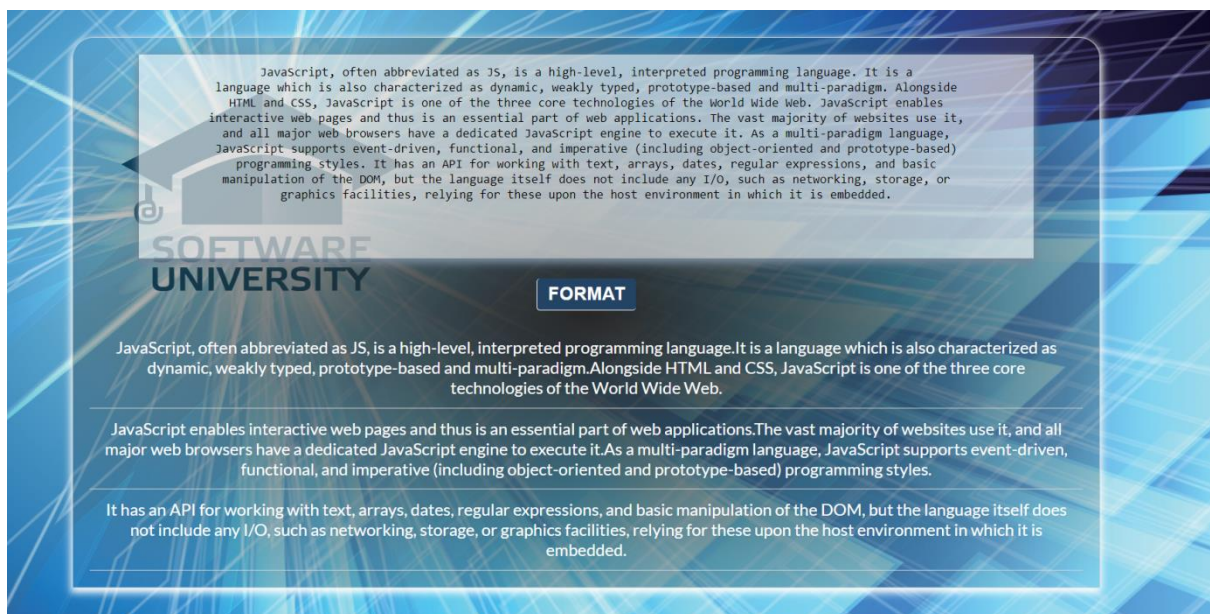 JavaScript, often abbreviated as JS, is a high-level, interpreted programming language. It is a
language which is also characterized as dynamic, weakly typed, prototype-based and multi-paradigm. Alongside
HTML and CSS, JavaScript is one of the three core technologies of the World Wide Web. JavaScript enables
interactive web pages and thus is an essential part of web applications. The vast majority of websites use it,
and all major web browsers have a dedicated JavaScript engine to execute it. As a multi-paradigm language,
JavaScript supports event-driven, functional, and imperative (including object-oriented and prototype-based)
programming styles. It has an API for working with text, arrays, dates, regular expressions, and basic
manipulation of the DOM, but the language itself does not include any I/O, such as networking, storage, or
graphics facilities, relying for these upon the host environment in which it is embedded.
SOFTWARE
UNIVERSITY
FORMAT
JavaScript, often abbreviated as JS, is a high-level, interpreted programming language.It is a language which is also characterized as
dynamic, weakly typed, prototype-based and multi-paradigm.Alongside HTML and CSS, JavaScript is one of the three core
technologies of the World Wide Web.
JavaScript enables interactive web pages and thus is an essential part of web applications.The vast majority of websites use it, and all
major web browsers have a dedicated JavaScript engine to execute it.As a multi-paradigm language, JavaScript supports event-driven,
functional, and imperative (including object-oriented and prototype-based) programming styles.
It has an API for working with text, arrays, dates, regular expressions, and basic manipulation of the DOM, but the language itself does
not include any I/O, such as networking, storage, or graphics facilities, relying for these upon the host environment in which it is
embedded.